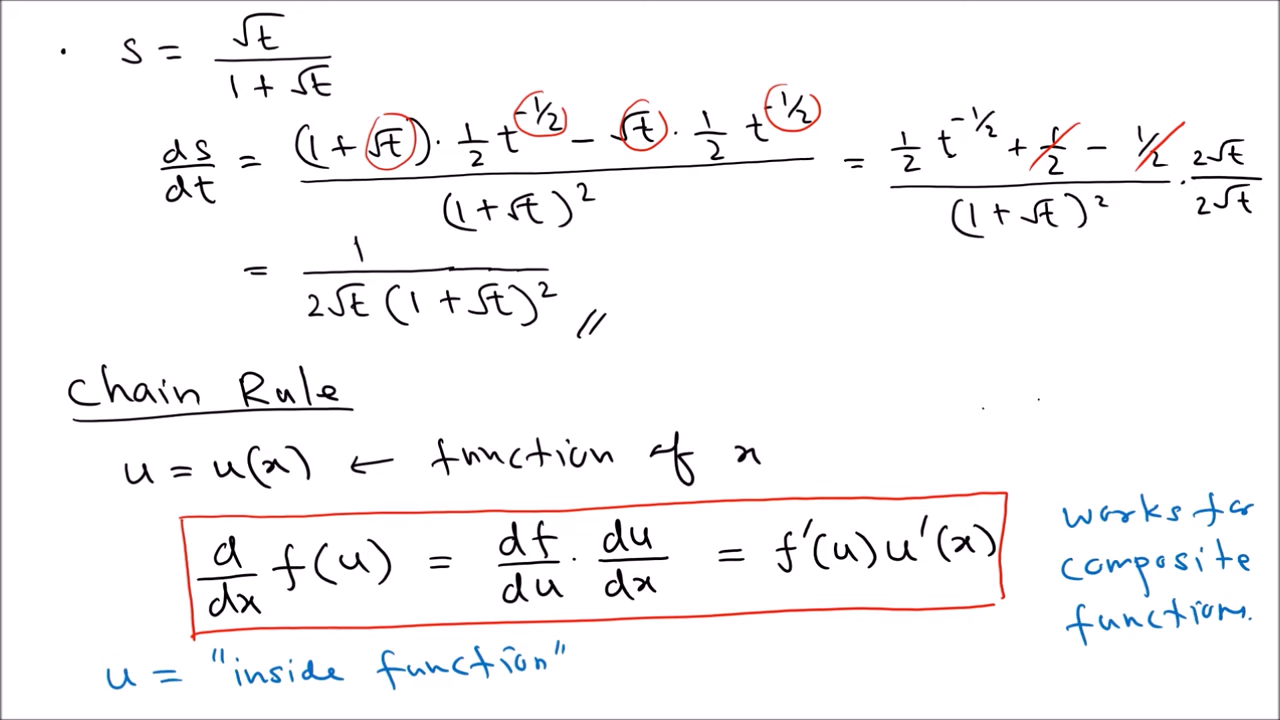 · s = √t / (1 + √t)
ds/dt = ((1 + √t) · 1/2 t^(-1/2) − √t · 1/2 t^(-1/2)) / (1 + √t)² = (1/2 t^(-1/2) + 1/2 − 1/2) / (1 + √t)² · 2√t / 2√t
= 1 / (2√t (1 + √t)²) //
Chain Rule
u = u(x) ← function of x
d/dx f(u) = df/du · du/dx = f'(u) u'(x)
works for
composite
functions.
u = "inside function"